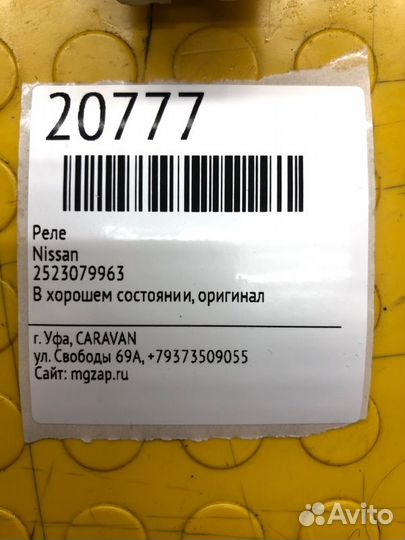 20777
Реле
Nissan
2523079963
В хорошем состоянии, оригинал
г. Уфа, CARAVAN
ул. Свободы 69А, +79373509055
Сайт: mgzap.ru
Avito